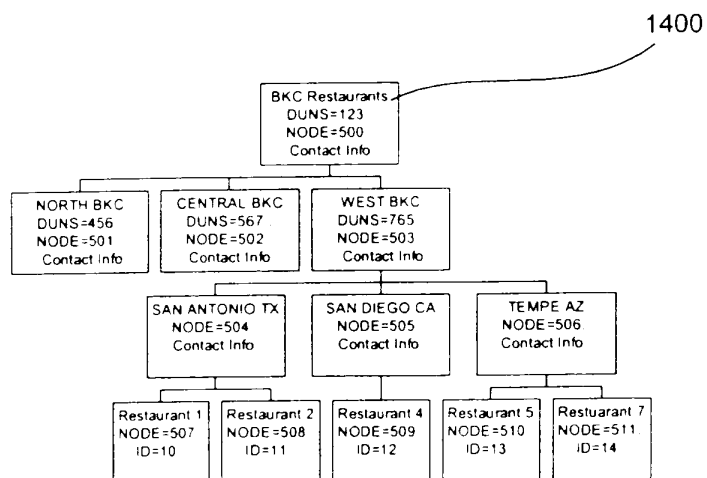 1400
BKC Restaurants
DUNS=123
NODE=500
Contact Info
NORTH BKC
DUNS=456
NODE=501
Contact Info
CENTRAL BKC
DUNS=567
NODE=502
Contact Info
WEST BKC
DUNS=765
NODE=503
Contact Info
SAN ANTONIO TX
NODE=504
Contact Info
SAN DIEGO CA
NODE=505
Contact Info
TEMPE AZ
NODE=506
Contact Info
Restaurant 1
NODE=507
ID=10
Restaurant 2
NODE=508
ID=11
Restaurant 4
NODE=509
ID=12
Restaurant 5
NODE=510
ID=13
Restuarant 7
NODE=511
ID=14